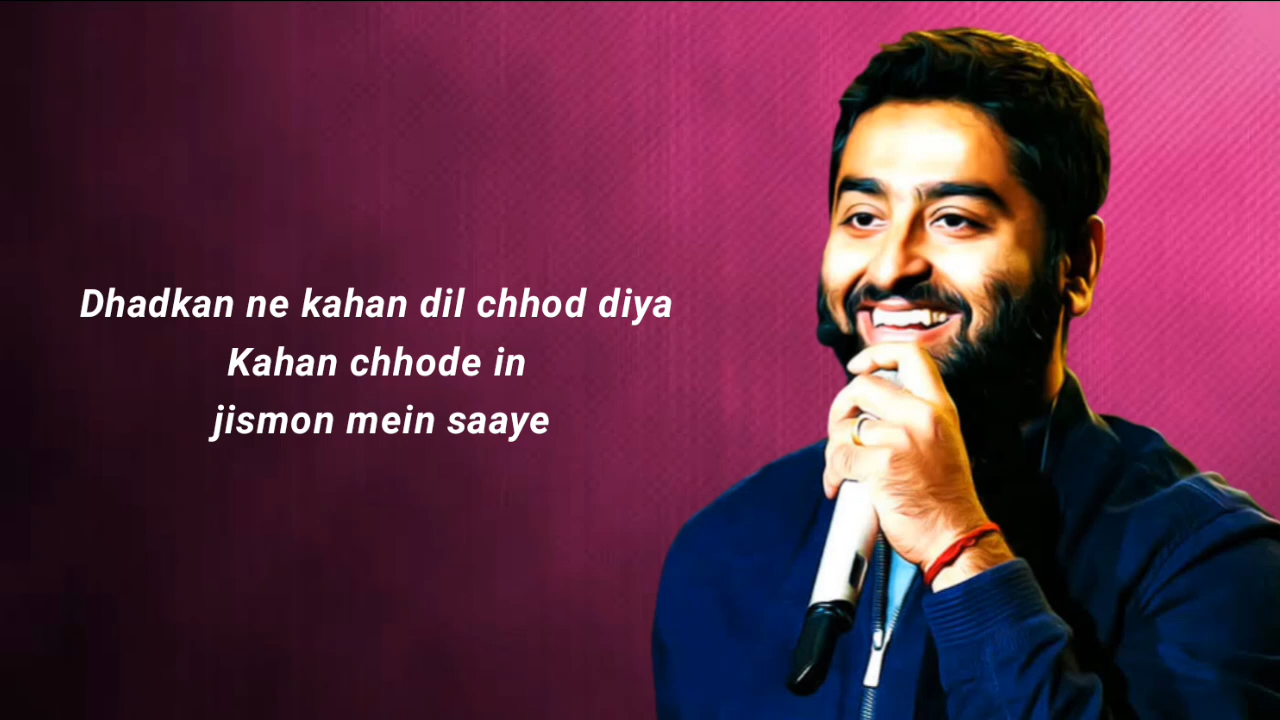 Dhadkan ne kahan dil chhod diya
Kahan chhode in
jismon mein saaye